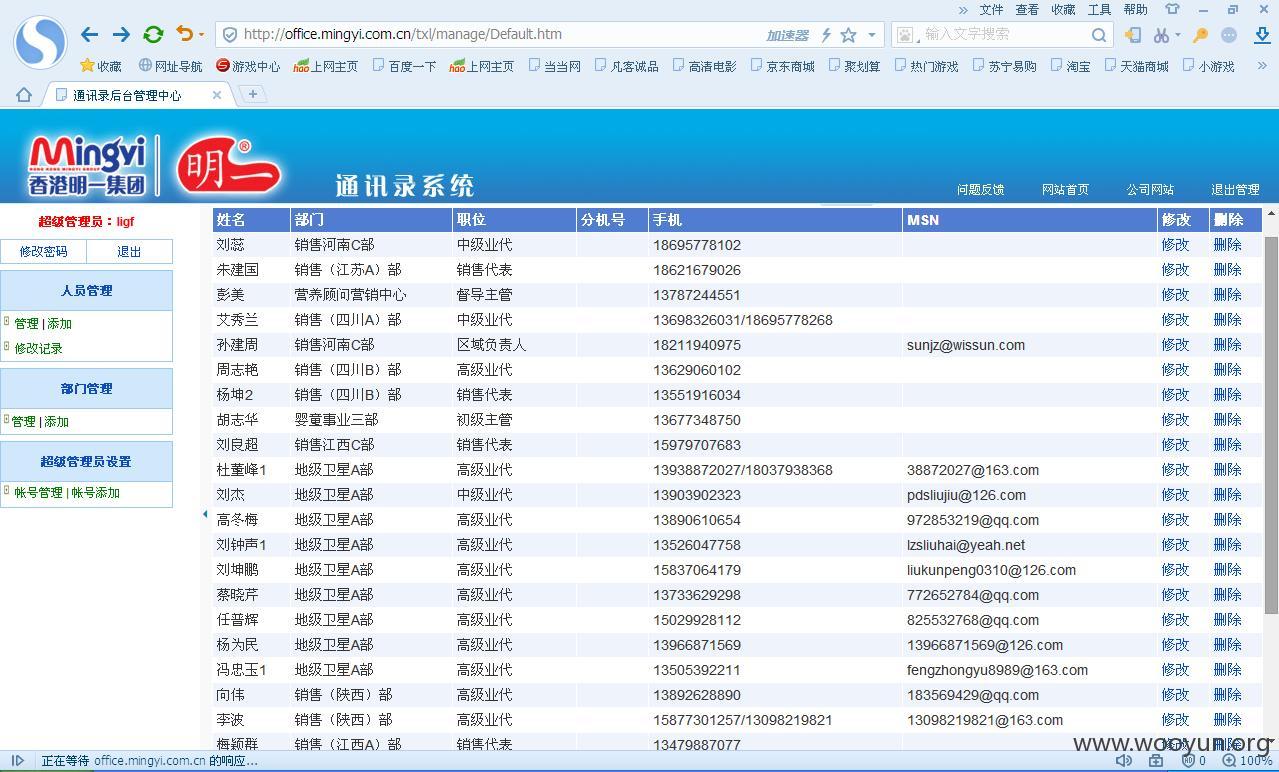 » 文件 查看 收藏 工具 帮助
http://office.mingyi.com.cn/txl/manage/Default.htm 加速器 输入文字搜索
收藏 网址导航 游戏中心 hao 上网主页 百度一下 hao 上网主页 当当网 凡客诚品 高清电影 京东商城 聚划算 热门游戏 苏宁易购 淘宝 天猫商城 小游戏 »
通讯录后台管理中心
Mingyi
HONG KONG MINGYI GROUP
香港明一集团
明一®
通讯录系统
问题反馈 网站首页 公司网站 退出管理
超级管理员：ligf
修改密码 退出
人员管理
管理 | 添加
修改记录
部门管理
管理 | 添加
超级管理员设置
帐号管理 | 帐号添加
姓名 部门 职位 分机号 手机 MSN 修改 删除
刘蕊 销售河南C部 中级业代 18695778102 修改 删除
朱建国 销售（江苏A）部 销售代表 18621679026 修改 删除
彭美 营养顾问营销中心 督导主管 13787244551 修改 删除
艾秀兰 销售（四川A）部 中级业代 13698326031/18695778268 修改 删除
孙建周 销售河南C部 区域负责人 18211940975 sunjz@wissun.com 修改 删除
周志艳 销售（四川B）部 高级业代 13629060102 修改 删除
杨坤2 销售（四川B）部 销售代表 13551916034 修改 删除
胡志华 婴童事业三部 初级主管 13677348750 修改 删除
刘良超 销售江西C部 销售代表 15979707683 修改 删除
杜董峰1 地级卫星A部 高级业代 13938872027/18037938368 38872027@163.com 修改 删除
刘杰 地级卫星A部 中级业代 13903902323 pdsliujiu@126.com 修改 删除
高冬梅 地级卫星A部 高级业代 13890610654 972853219@qq.com 修改 删除
刘钟声1 地级卫星A部 高级业代 13526047758 lzsliuhai@yeah.net 修改 删除
刘坤鹏 地级卫星A部 高级业代 15837064179 liukunpeng0310@126.com 修改 删除
蔡晓芹 地级卫星A部 高级业代 13733629298 772652784@qq.com 修改 删除
任普辉 地级卫星A部 高级业代 15029928112 825532768@qq.com 修改 删除
杨为民 地级卫星A部 高级业代 13966871569 13966871569@126.com 修改 删除
冯忠玉1 地级卫星A部 高级业代 13505392211 fengzhongyu8989@163.com 修改 删除
向伟 销售（陕西）部 高级业代 13892628890 183569429@qq.com 修改 删除
李波 销售（陕西）部 高级业代 15877301257/13098219821 13098219821@163.com 修改 删除
梅颖群 销售（江西A）部 销售代表 13479887077 修改 删除
www.wooyun.org
正在等待 office.mingyi.com.cn 的响应... 0 100%